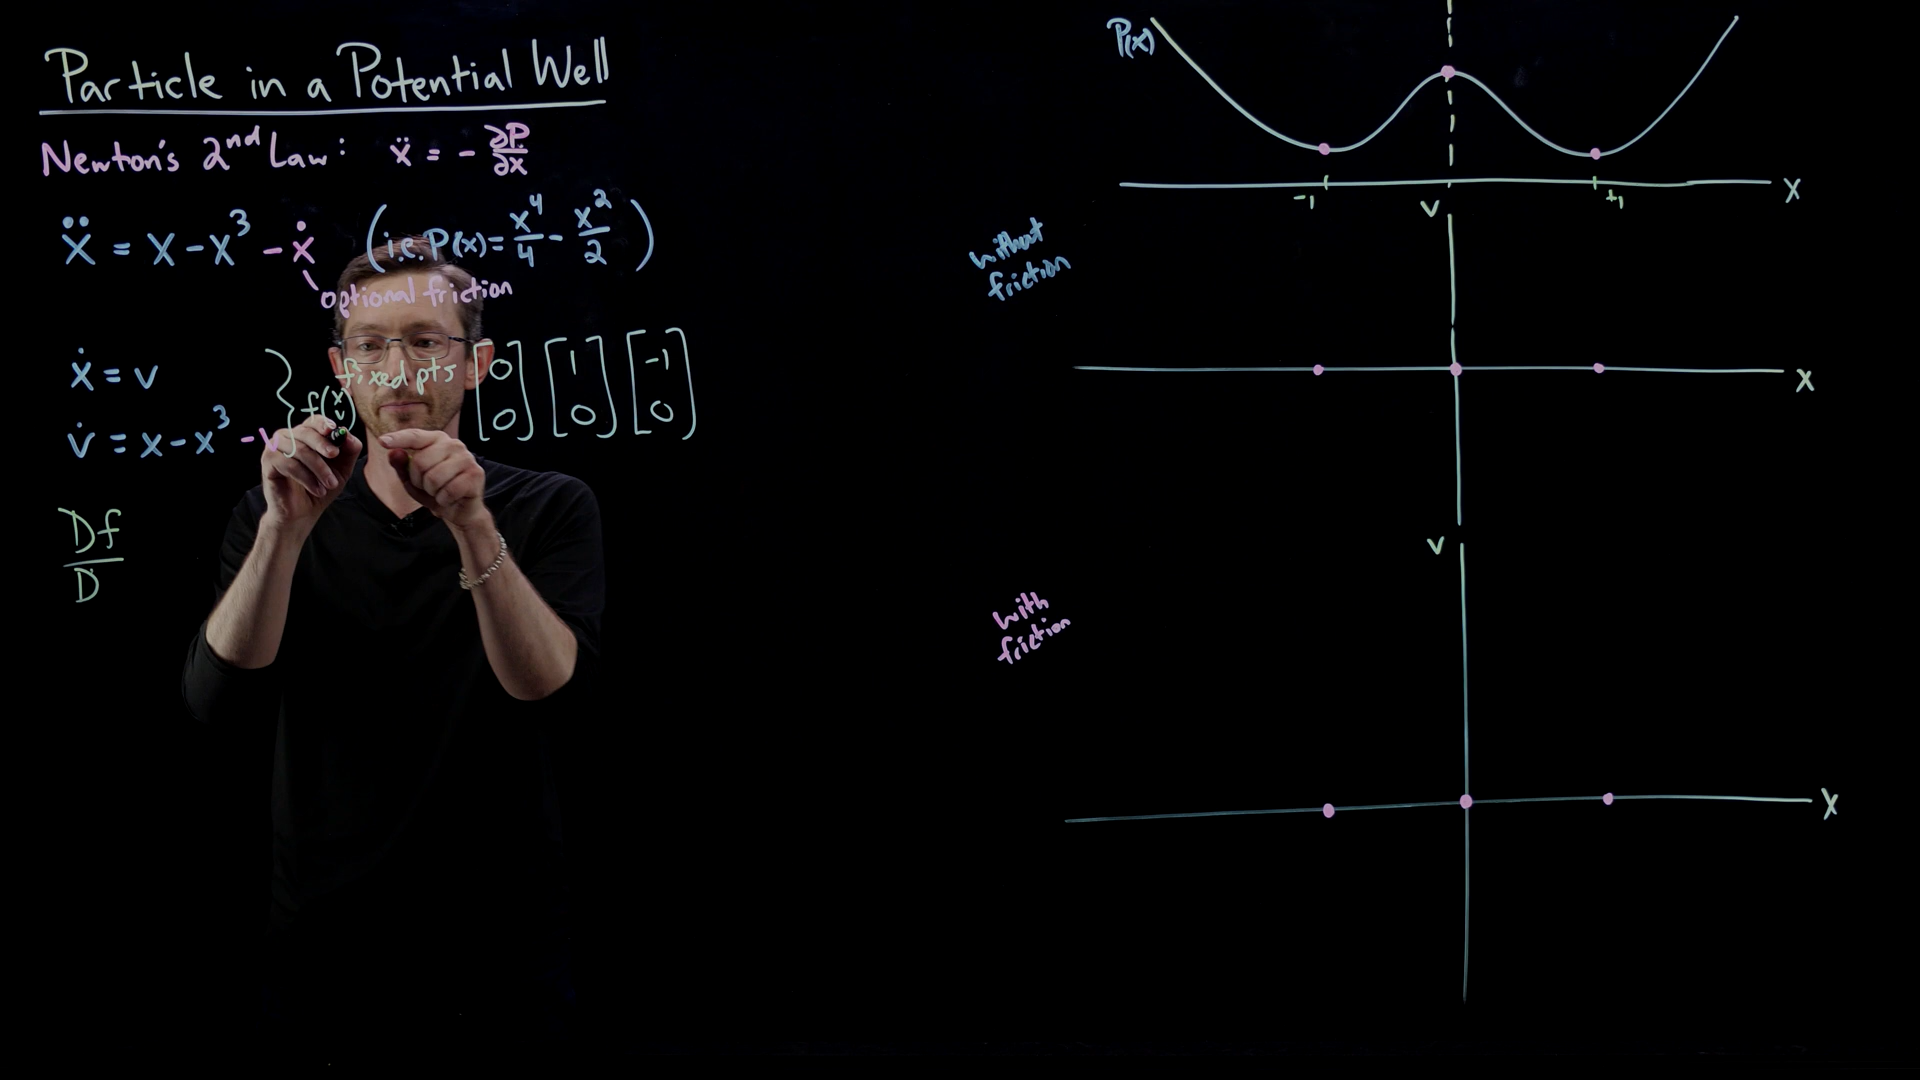 Particle in a Potential Well
Newton's 2nd Law: ẍ = - ∂P/∂x
ẍ = x - x³ - ẋ (i.e. P(x) = x⁴/4 - x²/2)
optional friction
ẋ = v
v̇ = x - x³ - v
f(x v)
fixed pts [0 0] [1 0] [-1 0]
Df/D
P(x)
-1 +1 x
without
friction
v
x
with
friction
v
x